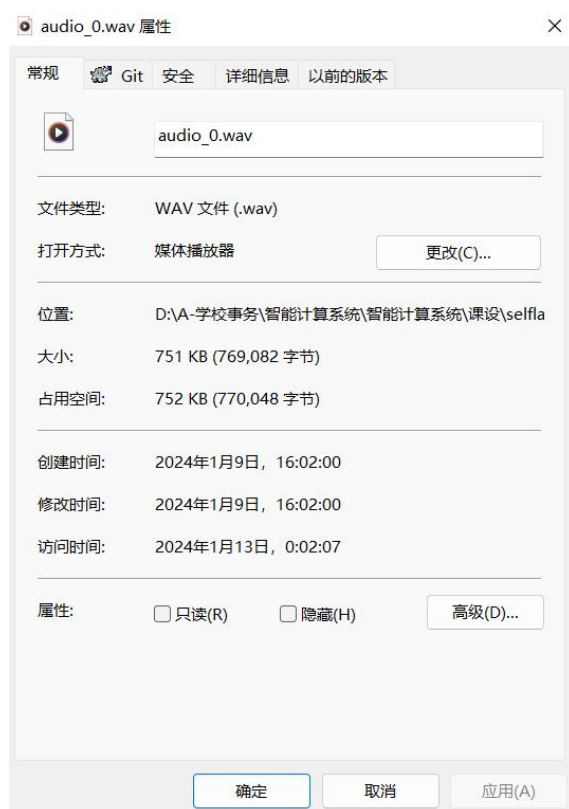 audio_0.wav 属性
常规 Git 安全 详细信息 以前的版本
audio_0.wav
文件类型: WAV 文件 (.wav)
打开方式: 媒体播放器 更改(C)...
位置: D:\A-学校事务\智能计算系统\智能计算系统\课设\selfla
大小: 751 KB (769,082 字节)
占用空间: 752 KB (770,048 字节)
创建时间: 2024年1月9日，16:02:00
修改时间: 2024年1月9日，16:02:00
访问时间: 2024年1月13日，0:02:07
属性: 只读(R) 隐藏(H) 高级(D)...
确定 取消 应用(A)